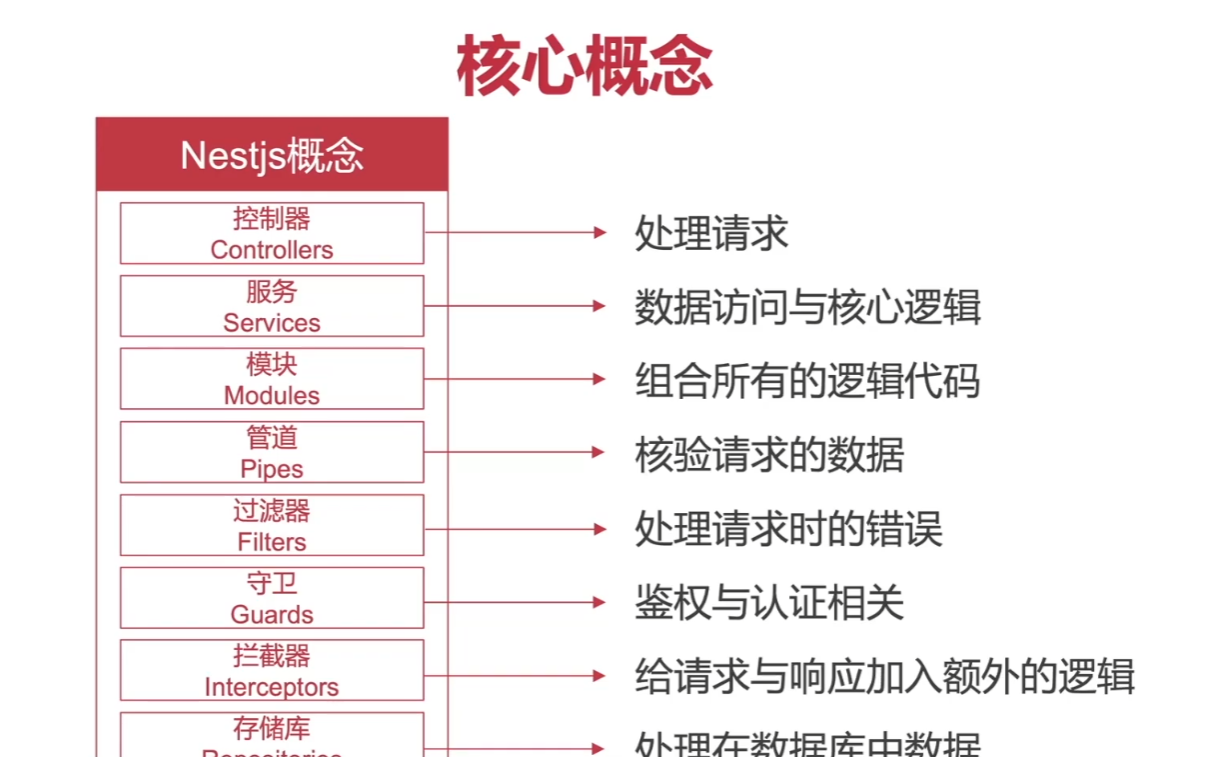 核心概念
Nestjs概念
控制器
Controllers
处理请求
服务
Services
数据访问与核心逻辑
模块
Modules
组合所有的逻辑代码
管道
Pipes
核验请求的数据
过滤器
Filters
处理请求时的错误
守卫
Guards
鉴权与认证相关
拦截器
Interceptors
给请求与响应加入额外的逻辑
存储库
Repositories
处理在数据库中数据